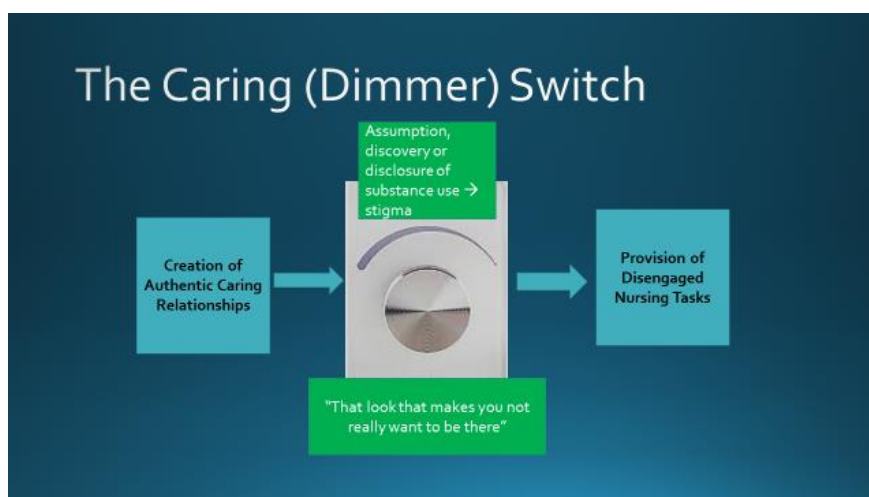 The Caring (Dimmer) Switch
Assumption,
discovery or
disclosure of
substance use →
stigma
Creation of
Authentic Caring
Relationships
Provision of
Disengaged
Nursing Tasks
"That look that makes you not
really want to be there"